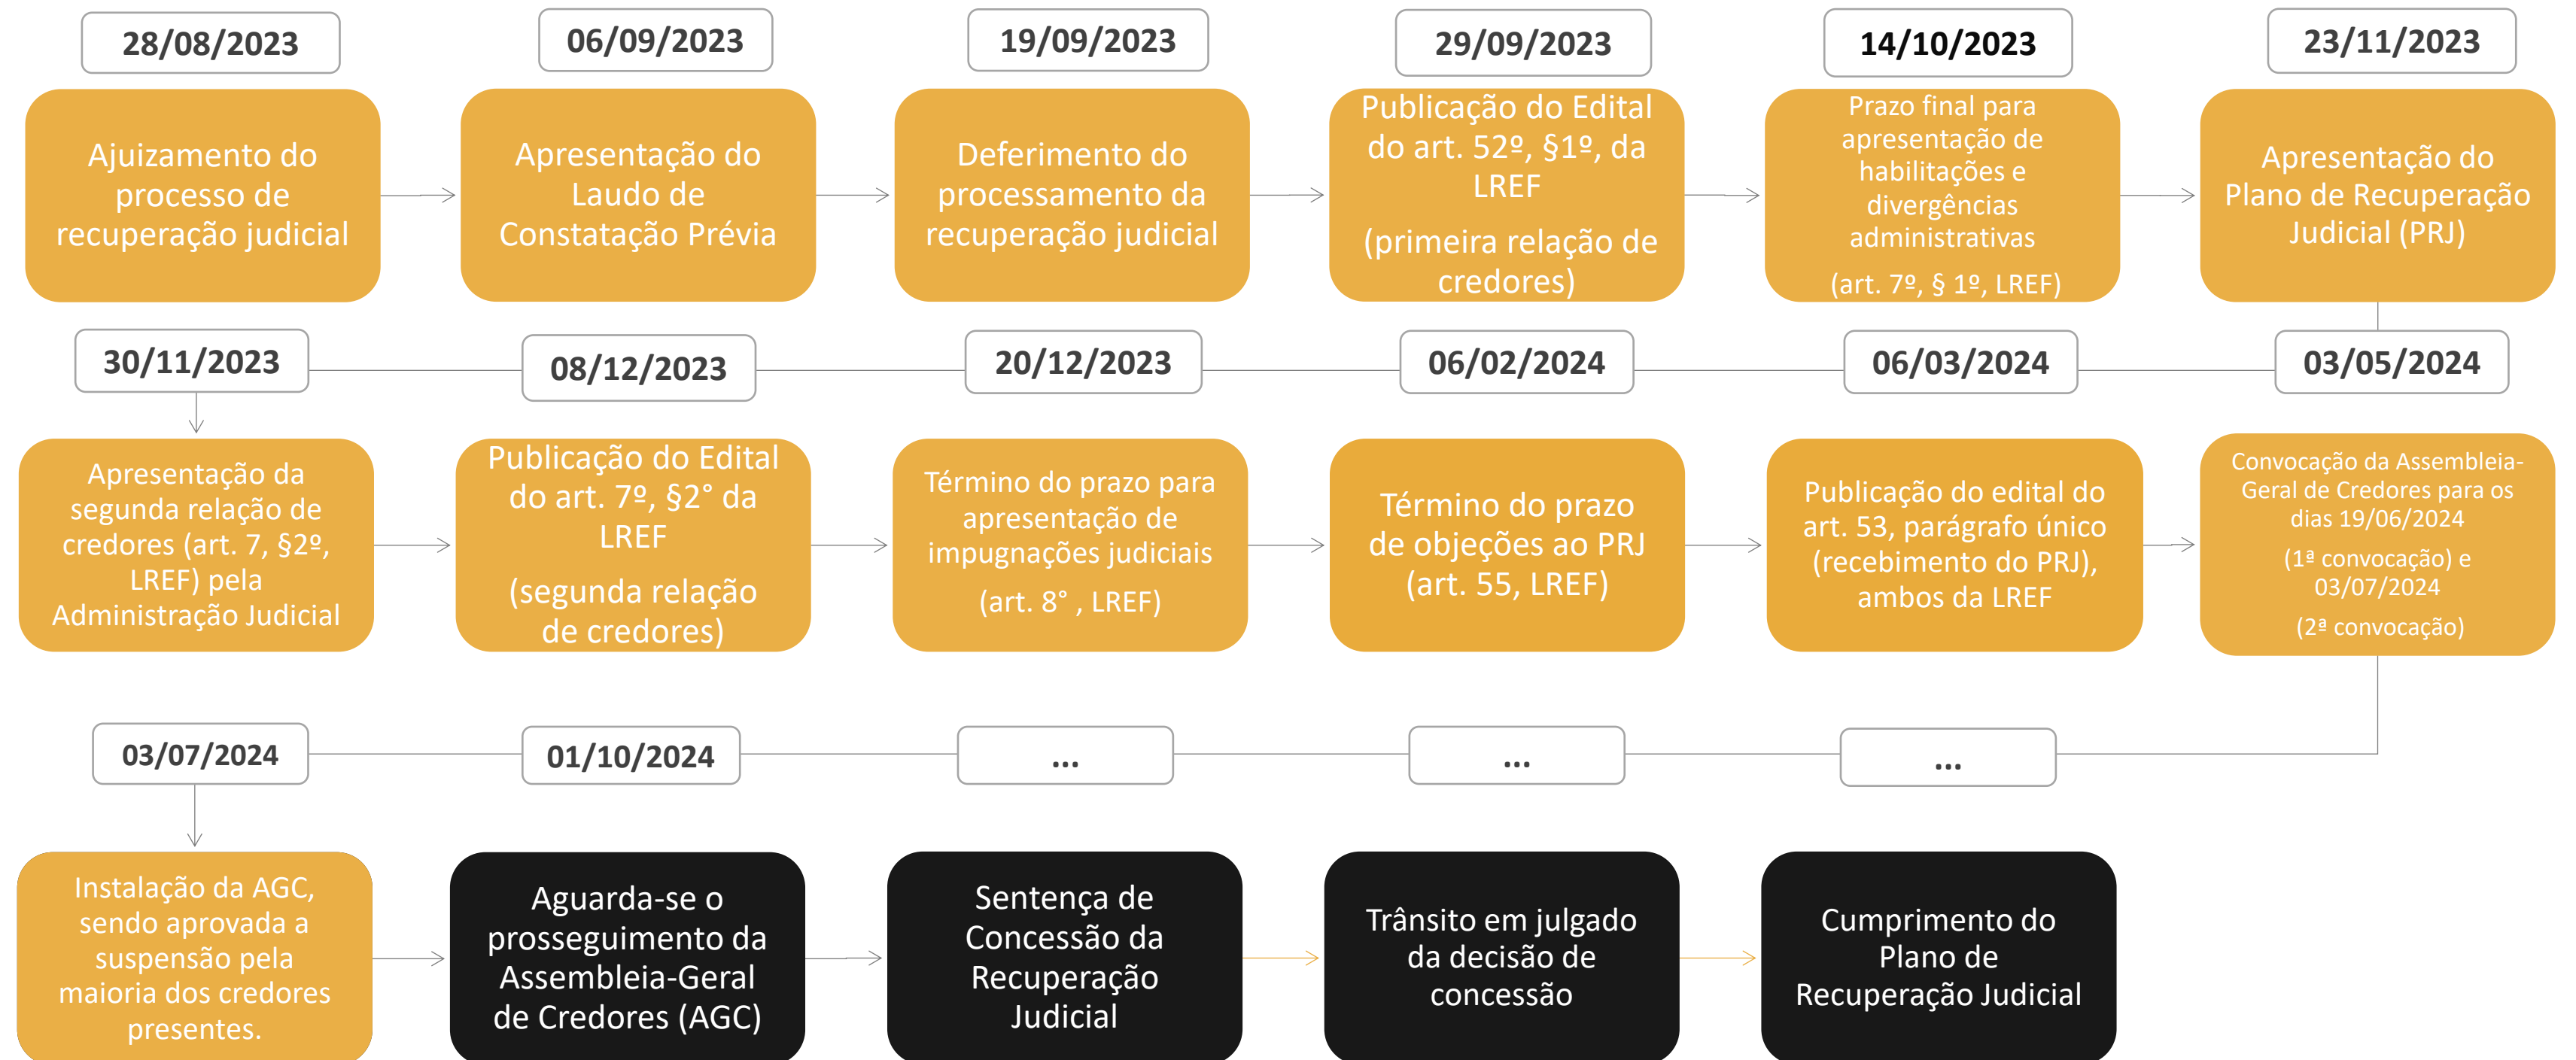 28/08/2023
Ajuizamento do
processo de
recuperação judicial
06/09/2023
Apresentação do
Laudo de
Constatação Prévia
19/09/2023
Deferimento do
processamento da
recuperação judicial
29/09/2023
Publicação do Edital
do art. 52º, §1º, da
LREF
(primeira relação de
credores)
14/10/2023
Prazo final para
apresentação de
habilitações e
divergências
administrativas
(art. 7º, § 1º, LREF)
23/11/2023
Apresentação do
Plano de Recuperação
Judicial (PRJ)
30/11/2023
Apresentação da
segunda relação de
credores (art. 7, §2º,
LREF) pela
Administração Judicial
08/12/2023
Publicação do Edital
do art. 7º, §2° da
LREF
(segunda relação
de credores)
20/12/2023
Término do prazo para
apresentação de
impugnações judiciais
(art. 8° , LREF)
06/02/2024
Término do prazo
de objeções ao PRJ
(art. 55, LREF)
06/03/2024
Publicação do edital do
art. 53, parágrafo único
(recebimento do PRJ),
ambos da LREF
03/05/2024
Convocação da Assembleia-
Geral de Credores para os
dias 19/06/2024
(1ª convocação) e
03/07/2024
(2ª convocação)
03/07/2024
Instalação da AGC,
sendo aprovada a
suspensão pela
maioria dos credores
presentes.
01/10/2024
Aguarda-se o
prosseguimento da
Assembleia-Geral
de Credores (AGC)
...
Sentença de
Concessão da
Recuperação
Judicial
...
Trânsito em julgado
da decisão de
concessão
...
Cumprimento do
Plano de
Recuperação Judicial